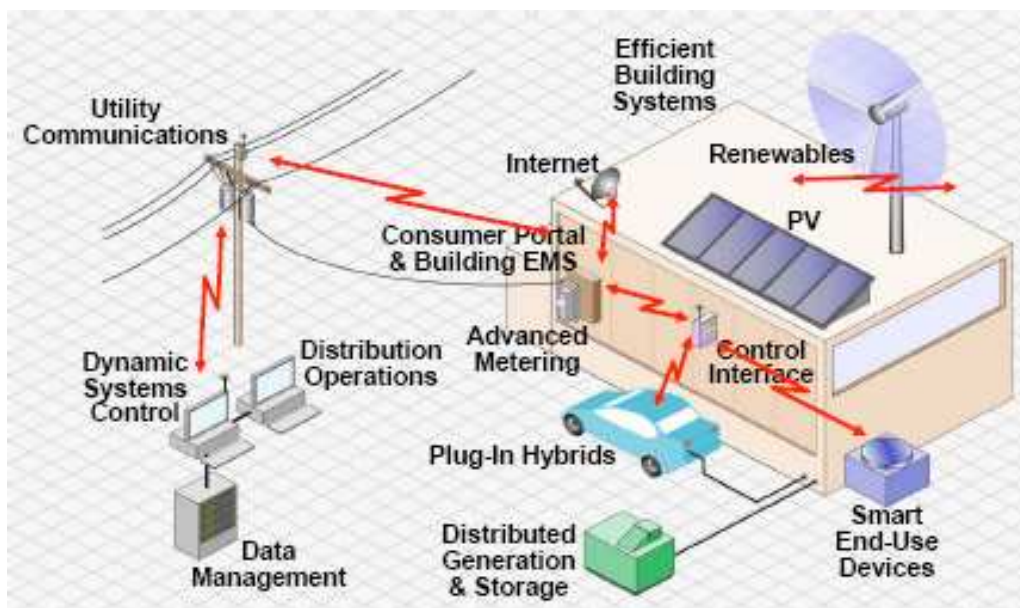 Efficient
Building
Systems
Utility
Communications
Internet
Renewables
PV
Consumer Portal
& Building EMS
Advanced
Metering
Control
Interface
Dynamic
Systems
Control
Distribution
Operations
Plug-In Hybrids
Data
Management
Distributed
Generation
& Storage
Smart
End-Use
Devices